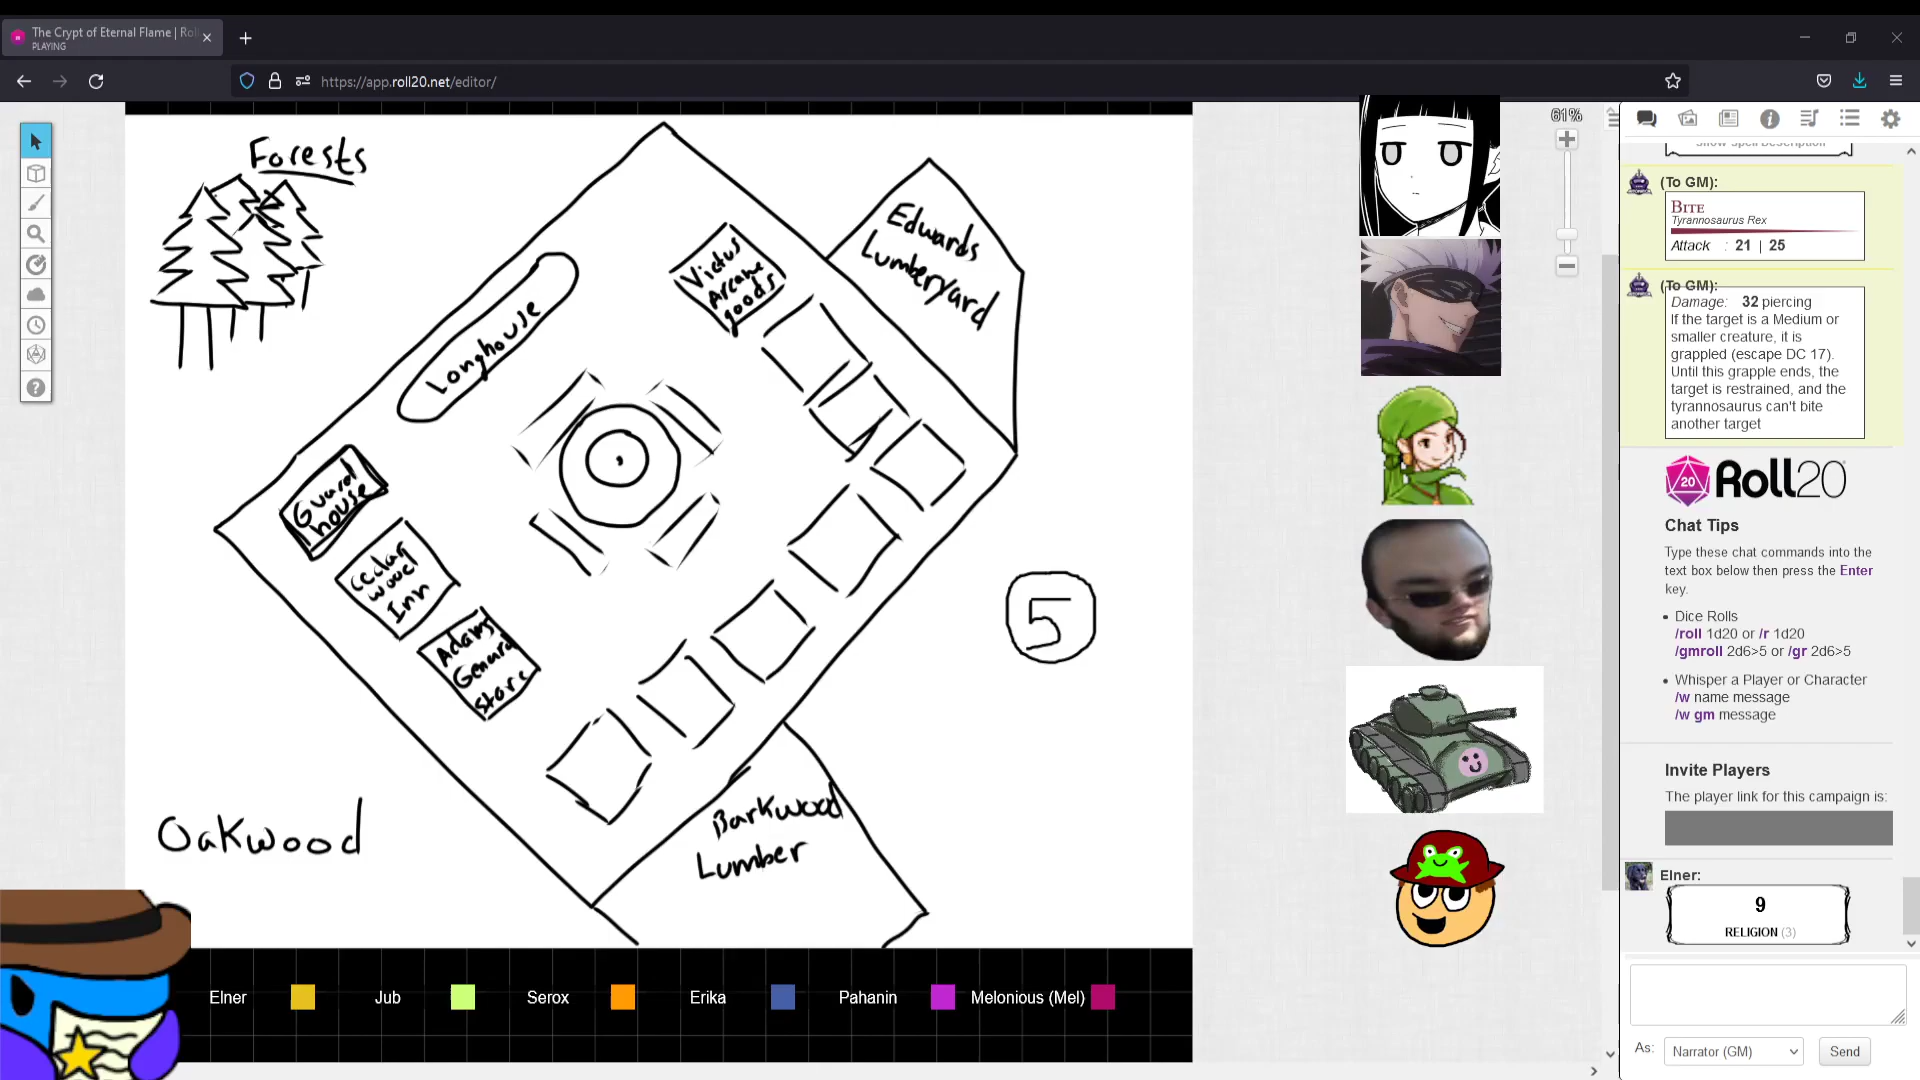 The Crypt of Eternal Flame | Rol
PLAYING
https://app.roll20.net/editor/
Forests
Edwards
Lumberyard
Victus
Arcane
goods
Longhouse
Guard
house
Cedar
wood
Inn
Adams
General
Store
5
Barkwood
Lumber
Oakwood
Elner
Jub
Serox
Erika
Pahanin
Melonious (Mel)
61%
Show Spell Description
(To GM):
BITE
Tyrannosaurus Rex
Attack : 21 | 25
(To GM):
Damage: 32 piercing
If the target is a Medium or
smaller creature, it is
grappled (escape DC 17).
Until this grapple ends, the
target is restrained, and the
tyrannosaurus can't bite
another target
20 Roll20
Chat Tips
Type these chat commands into the
text box below then press the Enter
key.
Dice Rolls
/roll 1d20 or /r 1d20
/gmroll 2d6>5 or /gr 2d6>5
Whisper a Player or Character
/w name message
/w gm message
Invite Players
The player link for this campaign is:
Elner:
9
RELIGION (3)
As: Narrator (GM) Send